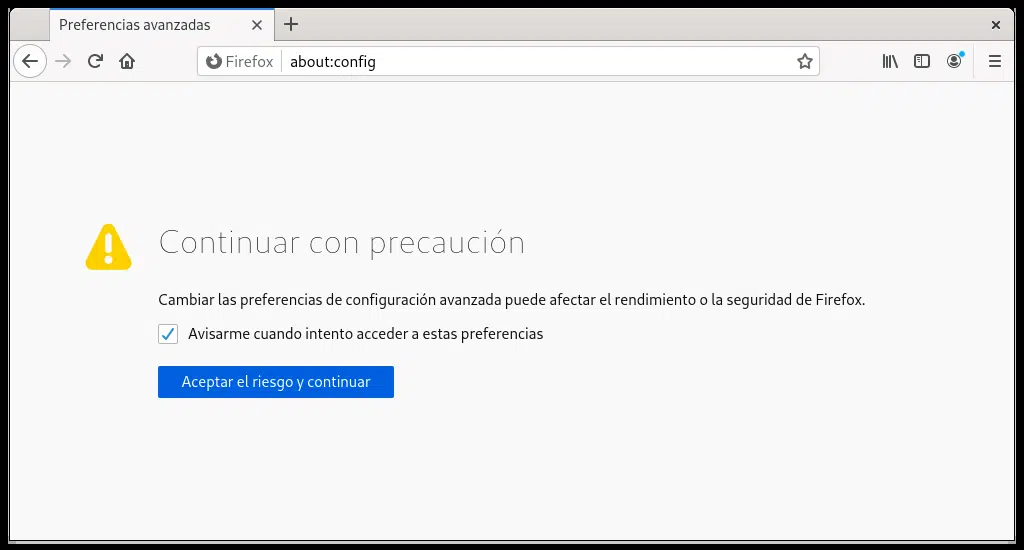 Preferencias avanzadas
Firefox about:config
Continuar con precaución
Cambiar las preferencias de configuración avanzada puede afectar el rendimiento o la seguridad de Firefox.
Avisarme cuando intento acceder a estas preferencias
Aceptar el riesgo y continuar